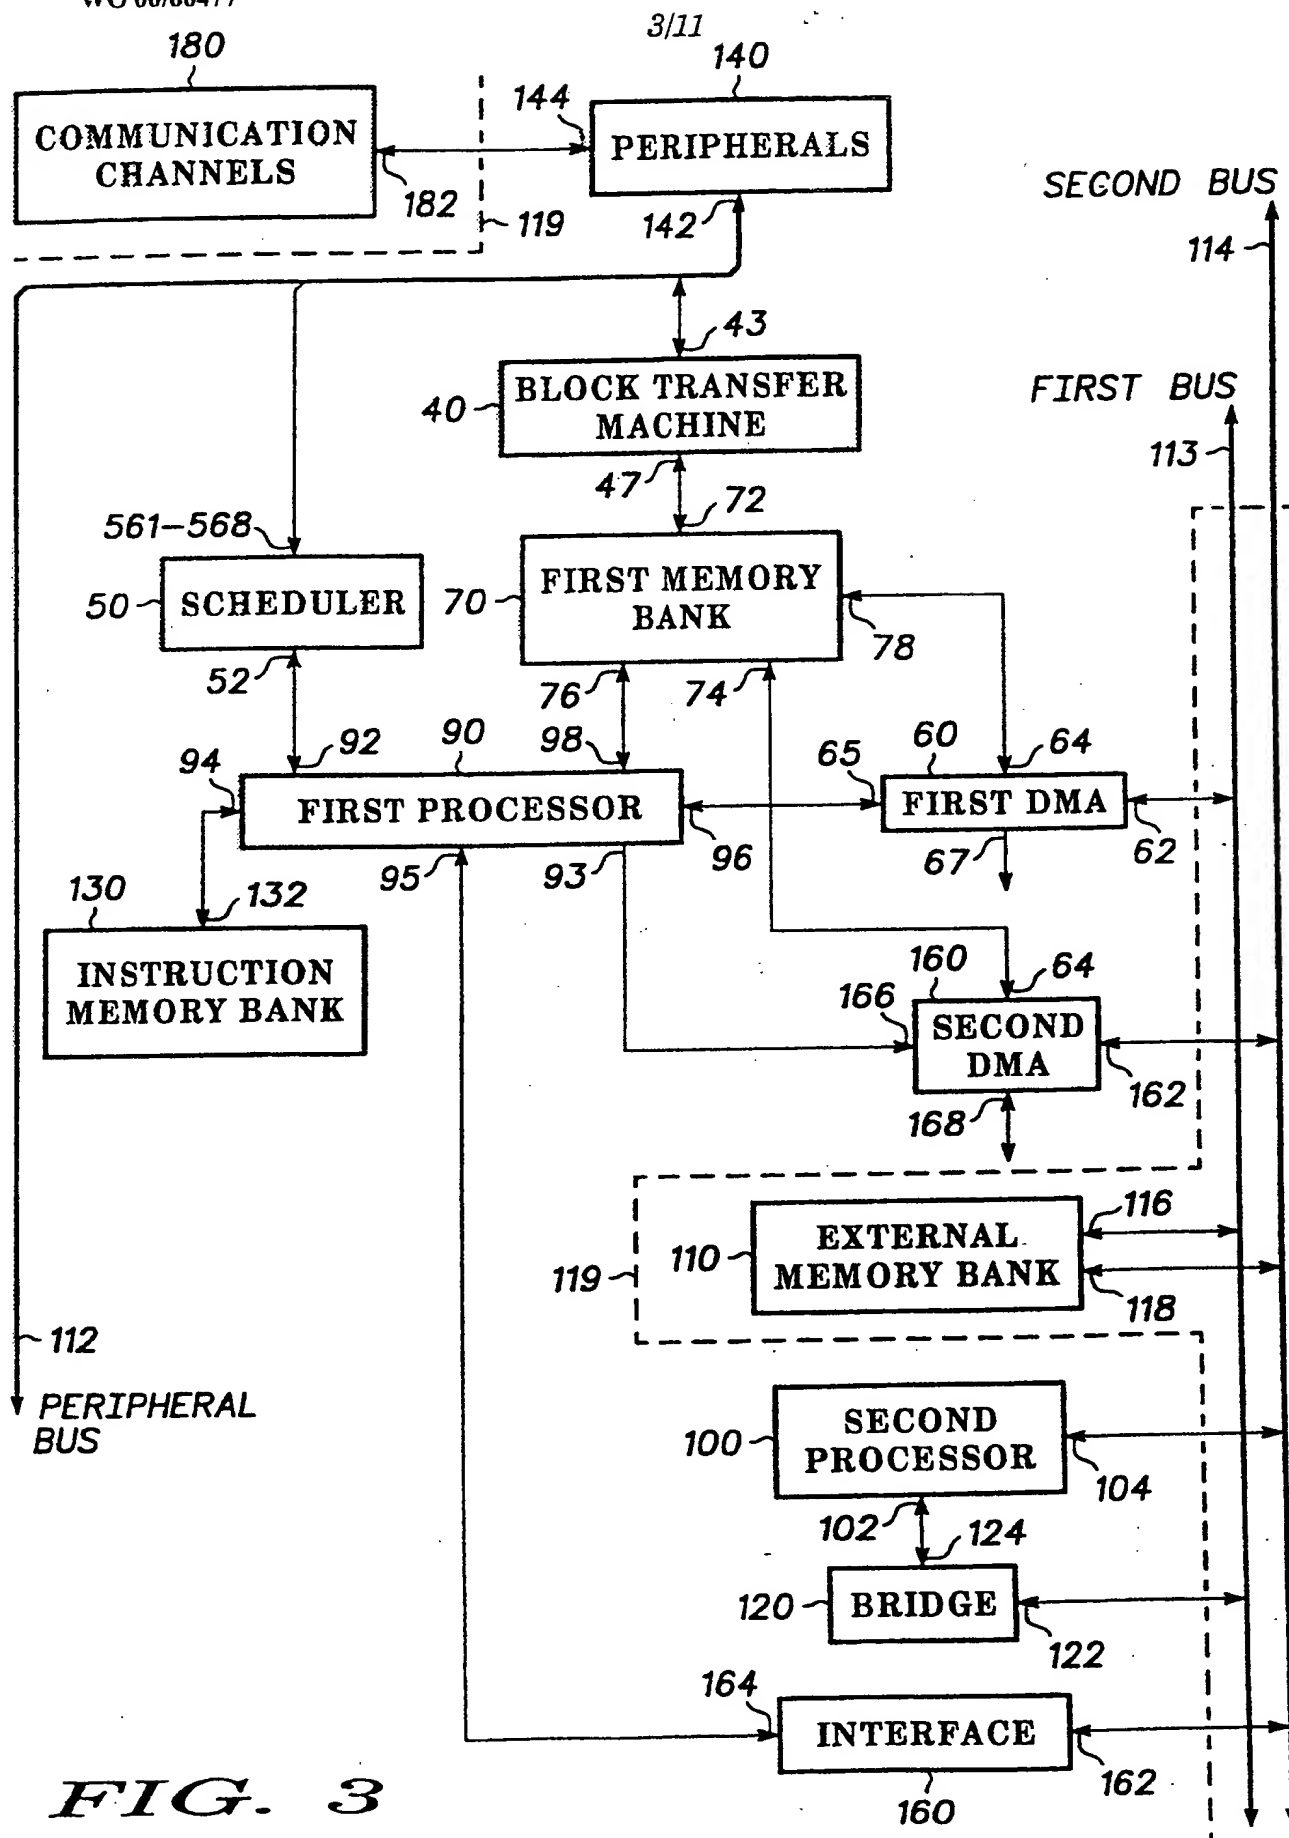 3/11
180
140
COMMUNICATION
CHANNELS
144
PERIPHERALS
182
119
142
SECOND BUS
114
43
BLOCK TRANSFER
MACHINE
40
FIRST BUS
113
47
72
561-568
SCHEDULER
50
FIRST MEMORY
BANK
70
78
52
76
74
94
92
90
98
65
60
64
FIRST PROCESSOR
FIRST DMA
96
62
95
93
67
130
132
INSTRUCTION
MEMORY BANK
160
64
166
SECOND
DMA
162
168
116
110
EXTERNAL
MEMORY BANK
119
118
112
PERIPHERAL
BUS
100
SECOND
PROCESSOR
104
102
124
120
BRIDGE
122
164
INTERFACE
162
160
FIG. 3